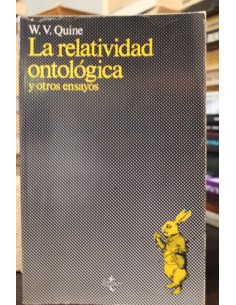 W. V. Quine
La relatividad
ontológica
y otros ensayos